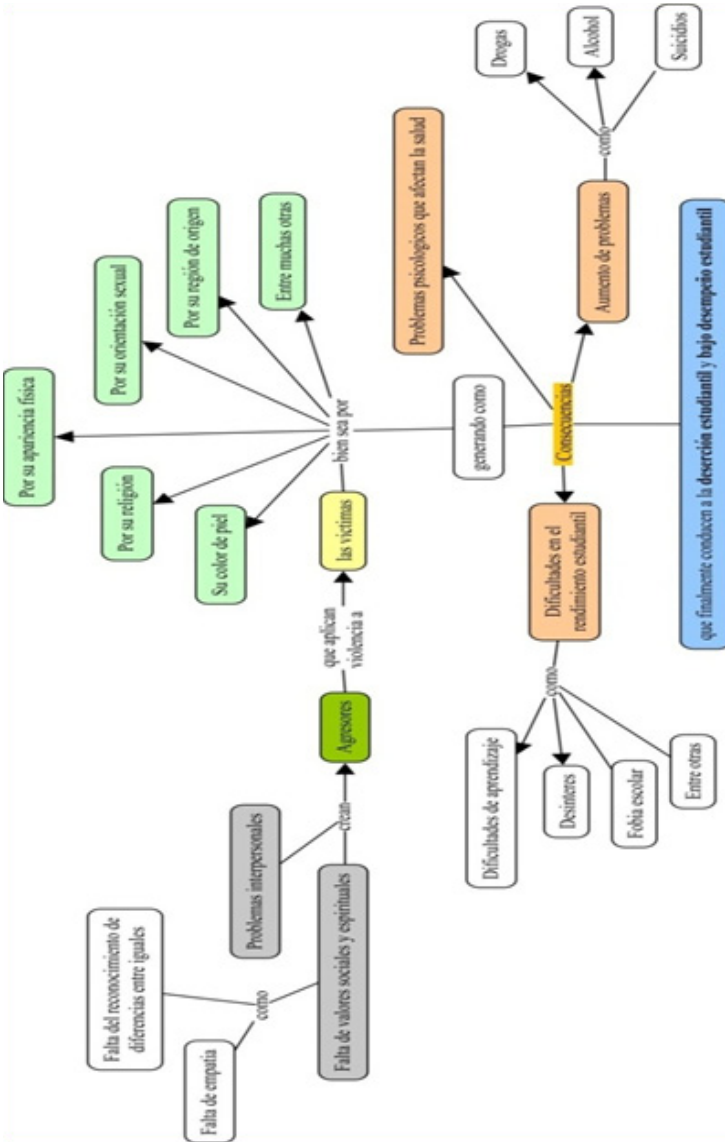 Falta del reconocimiento de
diferencias entre iguales
Falta de empatia
como
Problemas interpersonales
Falta de valores sociales y espirituales
crean
Agresores
que aplican
violencia a
las victimas
bien sea por
Su color de piel
Por su religión
Por su apariencia física
Por su orientación sexual
Por su región de origen
Entre muchas otras
generando como
Consecuencias
Dificultades en el
rendimiento estudiantil
como
Dificultades de aprendizaje
Desinteres
Fobia escolar
Entre otras
Problemas psicologicos que afectan la salud
Aumento de problemas
como
Drogas
Alcohol
Suicidios
que finalmente conducen a la deserción estudiantil y bajo desempeño estudiantil